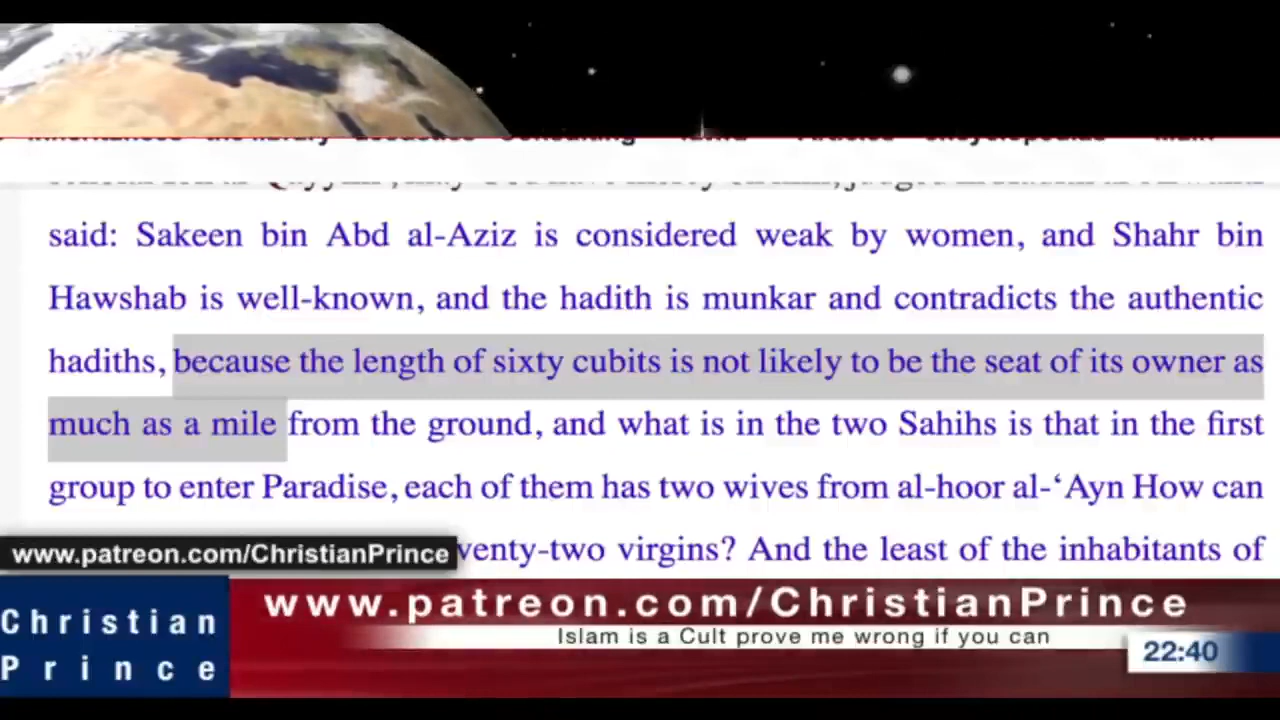 said: Sakeen bin Abd al-Aziz is considered weak by women, and Shahr bin
Hawshab is well-known, and the hadith is munkar and contradicts the authentic
hadiths, because the length of sixty cubits is not likely to be the seat of its owner as
much as a mile from the ground, and what is in the two Sahihs is that in the first
group to enter Paradise, each of them has two wives from al-hoor al-‘Ayn How can
www.patreon.com/ChristianPrince venty-two virgins? And the least of the inhabitants of
Christian
Prince
www.patreon.com/ChristianPrince
Islam is a Cult prove me wrong if you can
22:40